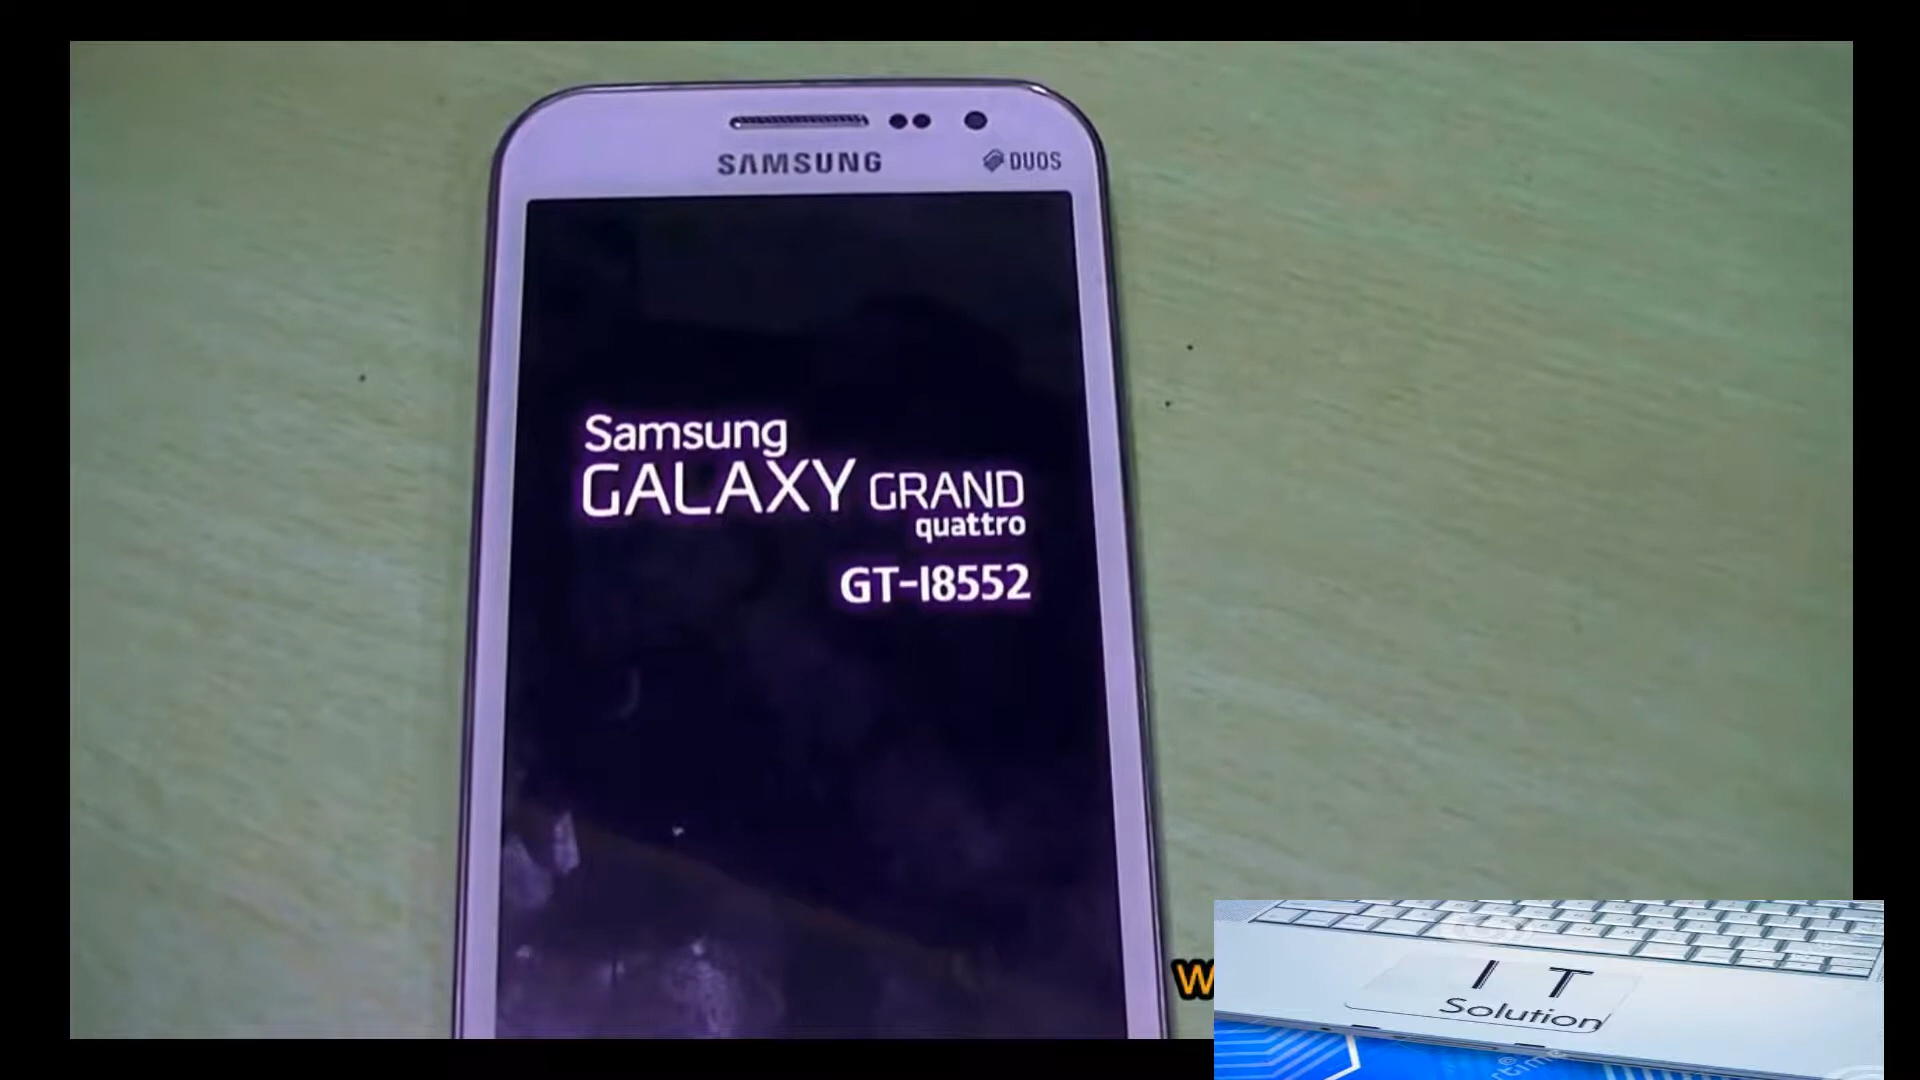 SAMSUNG
DUOS
Samsung
GALAXY GRAND
quattro
GT-I8552
W
I T
Solution